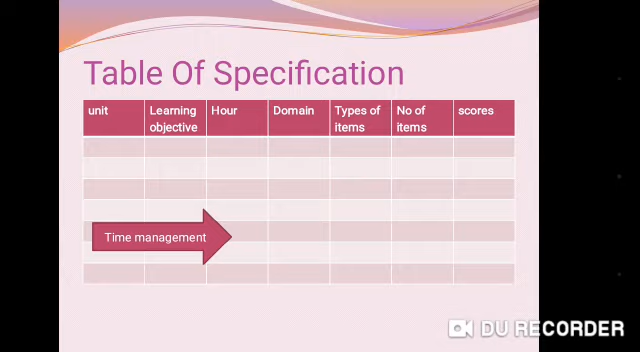 Table Of Specification
unit Learning objective Hour Domain Types of items No of items scores
Time management
DU RECORDER